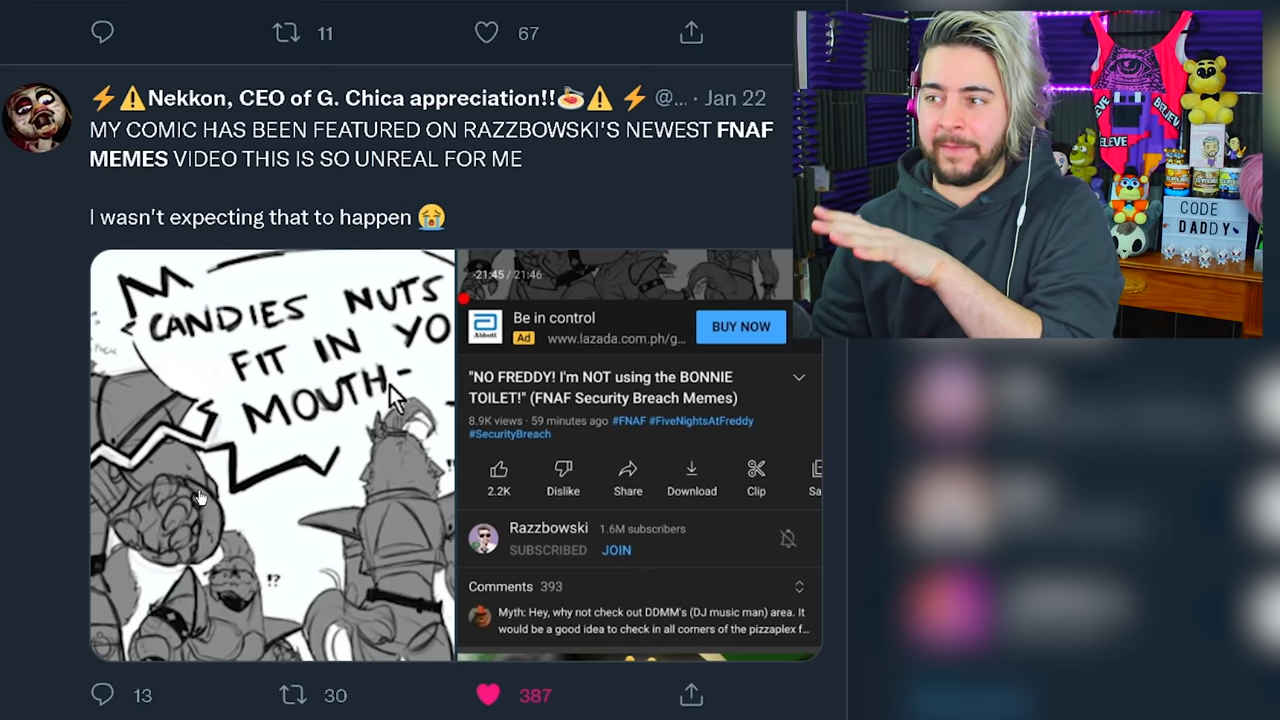 11
67
Nekkon, CEO of G. Chica appreciation!! @... · Jan 22
MY COMIC HAS BEEN FEATURED ON RAZZBOWSKI'S NEWEST FNAF
MEMES VIDEO THIS IS SO UNREAL FOR ME
I wasn't expecting that to happen
CANDIES NUTS
FIT IN YO
MOUTH-
!?
-21:45 / 21:46
Be in control
Ad www.lazada.com.ph/g...
BUY NOW
Abbott
"NO FREDDY! I'm NOT using the BONNIE
TOILET!" (FNAF Security Breach Memes)
8.9K views · 59 minutes ago #FNAF #FiveNightsAtFreddy
#SecurityBreach
2.2K Dislike Share Download Clip Sa
Razzbowski 1.6M subscribers
SUBSCRIBED JOIN
Comments 393
Myth: Hey, why not check out DDMM's (DJ music man) area. It
would be a good idea to check in all corners of the pizzaplex f...
13
30
387
BELIEV
ELEVE
CODE
DADDY